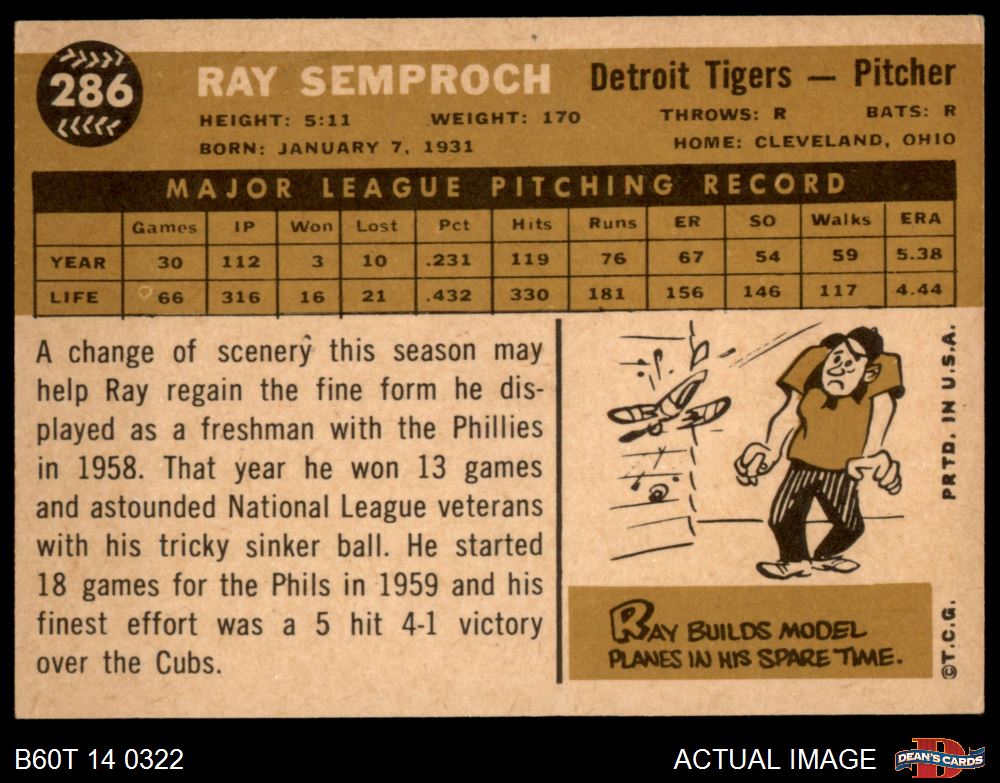 286
RAY SEMPROCH Detroit Tigers — Pitcher
HEIGHT: 5:11 WEIGHT: 170 THROWS: R BATS: R
BORN: JANUARY 7, 1931 HOME: CLEVELAND, OHIO
MAJOR LEAGUE PITCHING RECORD
Games IP Won Lost Pct Hits Runs ER SO Walks ERA
YEAR 30 112 3 10 .231 119 76 67 54 59 5.38
LIFE 66 316 16 21 .432 330 181 156 146 117 4.44
A change of scenery this season may
help Ray regain the fine form he dis-
played as a freshman with the Phillies
in 1958. That year he won 13 games
and astounded National League veterans
with his tricky sinker ball. He started
18 games for the Phils in 1959 and his
finest effort was a 5 hit 4-1 victory
over the Cubs.
RAY BUILDS MODEL
PLANES IN HIS SPARE TIME.
©T.C.G. PRTD. IN U.S.A.
B60T 14 0322 ACTUAL IMAGE
D
DEAN'S CARDS